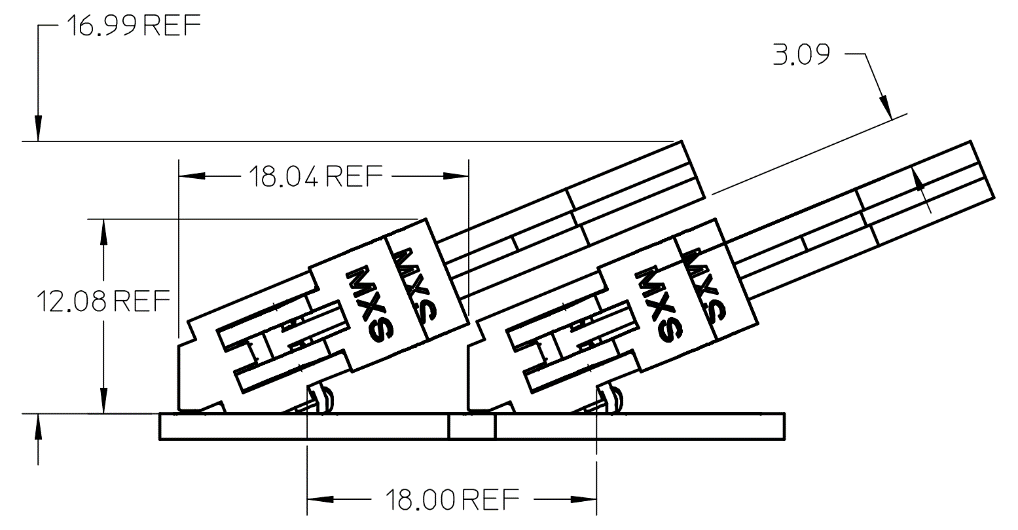 16.99 REF
3.09
18.04 REF
12.08 REF
MXS
MXS
MXS
MXS
18.00 REF